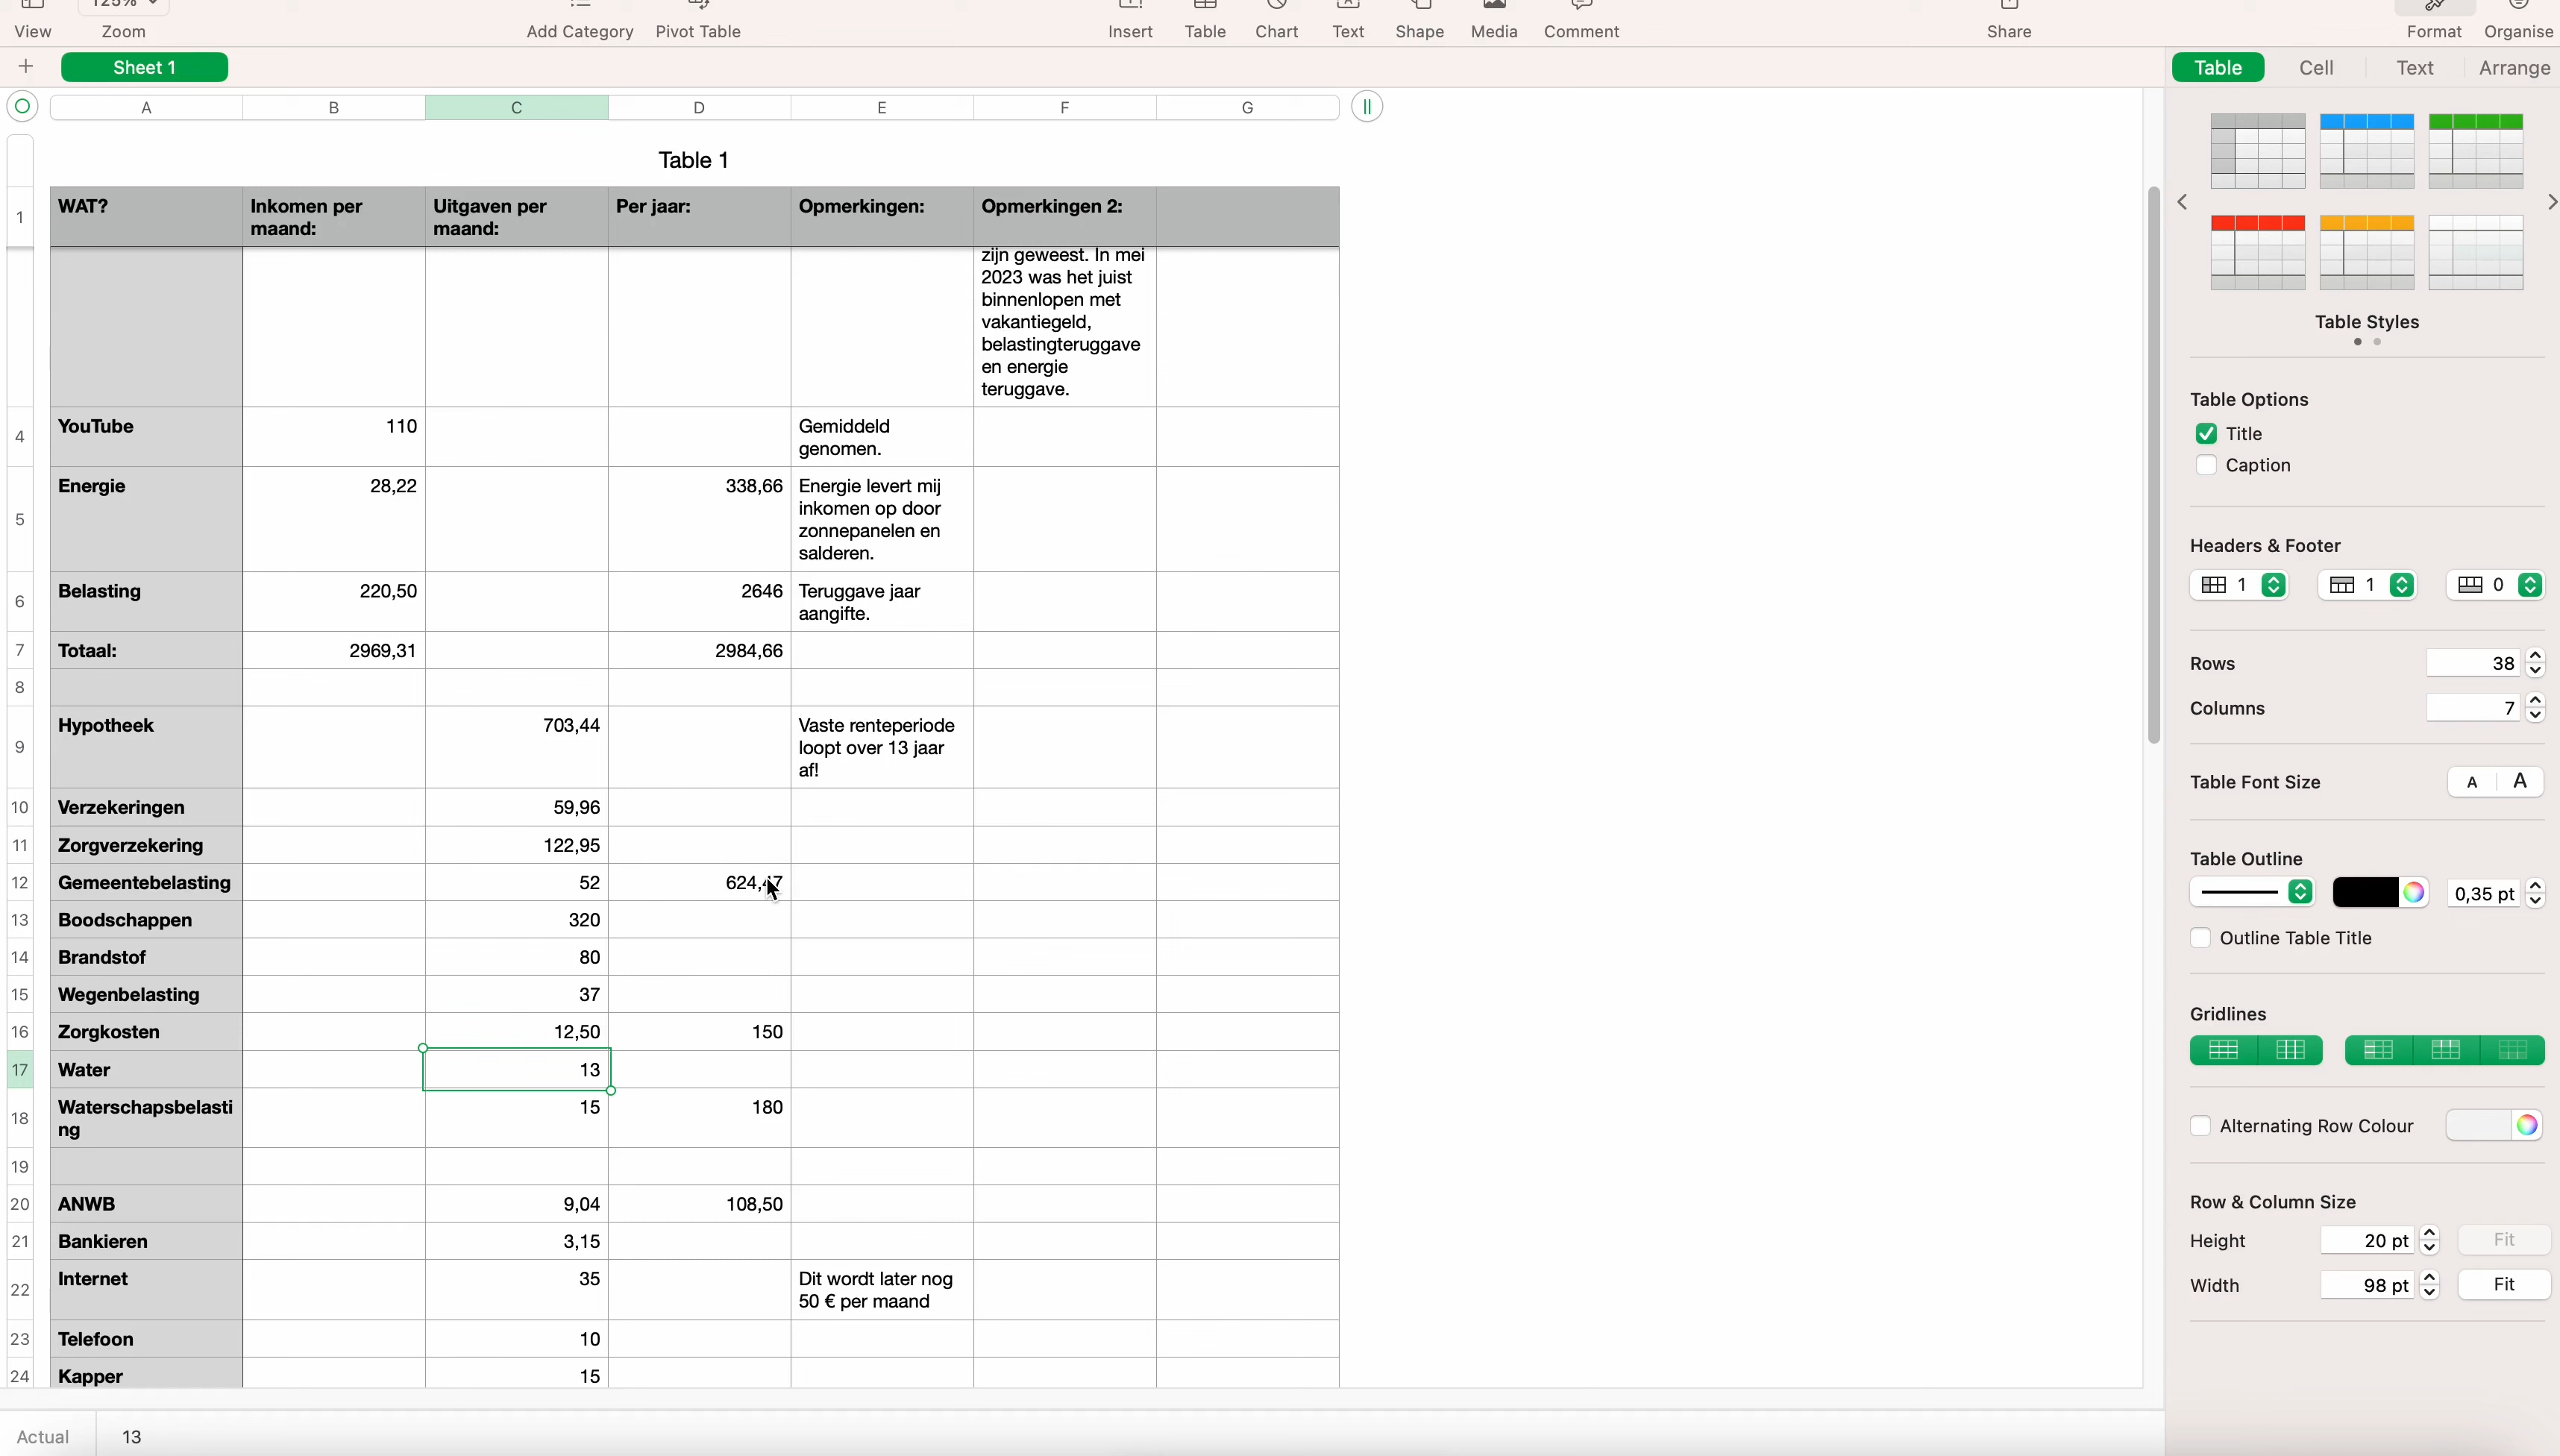 125%
View
Zoom
Add Category
Pivot Table
Insert
Table
Chart
Text
Shape
Media
Comment
Share
Format
Organise
Sheet 1
Table
Cell
Text
Arrange
A B C D E F G
Table 1
1 WAT? Inkomen per Uitgaven per Per jaar: Opmerkingen: Opmerkingen 2:
maand: maand:
zijn geweest. In mei
2023 was het juist
binnenlopen met
vakantiegeld,
belastingteruggave
en energie
teruggave.
4 YouTube 110 Gemiddeld
genomen.
5 Energie 28,22 338,66 Energie levert mij
inkomen op door
zonnepanelen en
salderen.
6 Belasting 220,50 2646 Teruggave jaar
aangifte.
7 Totaal: 2969,31 2984,66
8
9 Hypotheek 703,44 Vaste renteperiode
loopt over 13 jaar
af!
10 Verzekeringen 59,96
11 Zorgverzekering 122,95
12 Gemeentebelasting 52 624,47
13 Boodschappen 320
14 Brandstof 80
15 Wegenbelasting 37
16 Zorgkosten 12,50 150
17 Water 13
18 Waterschapsbelasti 15 180
ng
19
20 ANWB 9,04 108,50
21 Bankieren 3,15
22 Internet 35 Dit wordt later nog
50 € per maand
23 Telefoon 10
24 Kapper 15
Actual 13
Table Styles
Table Options
Title
Caption
Headers & Footer
1 1 0
Rows 38
Columns 7
Table Font Size A A
Table Outline
0,35 pt
Outline Table Title
Gridlines
Alternating Row Colour
Row & Column Size
Height 20 pt Fit
Width 98 pt Fit